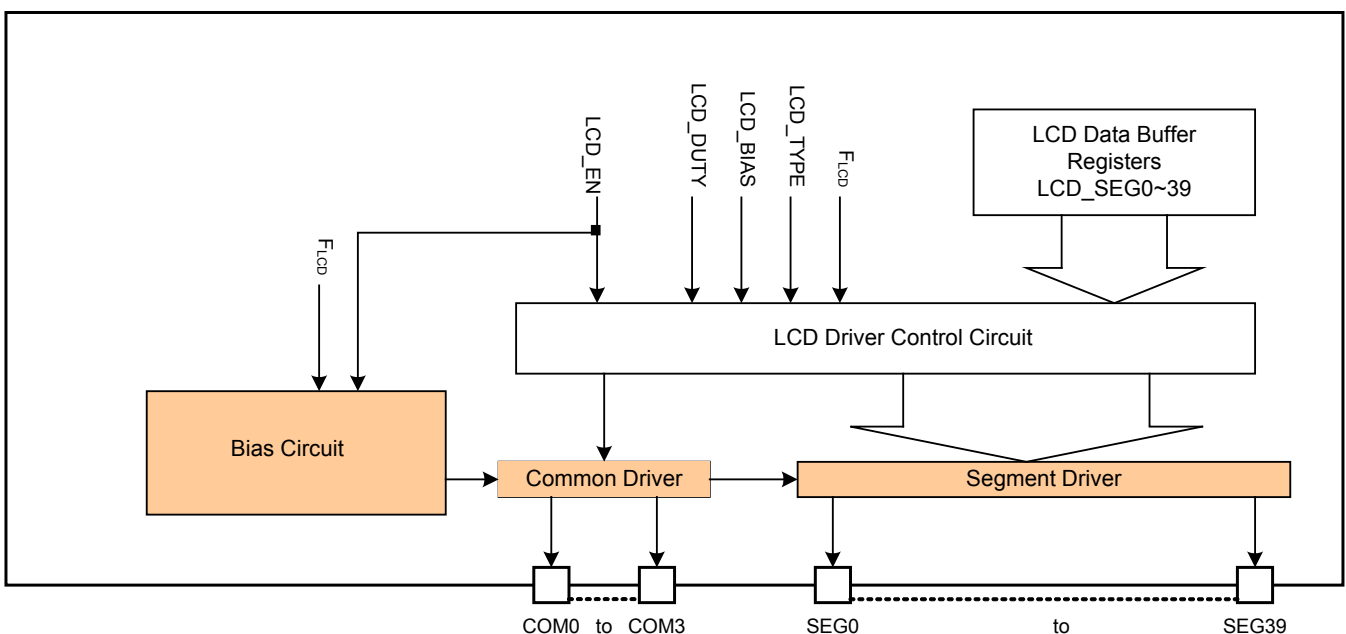 LCD_EN
LCD_DUTY
LCD_BIAS
LCD_TYPE
FLCD
LCD Data Buffer
Registers
LCD_SEG0~39
FLCD
LCD Driver Control Circuit
Bias Circuit
Common Driver
Segment Driver
COM0 to COM3 SEG0 to SEG39